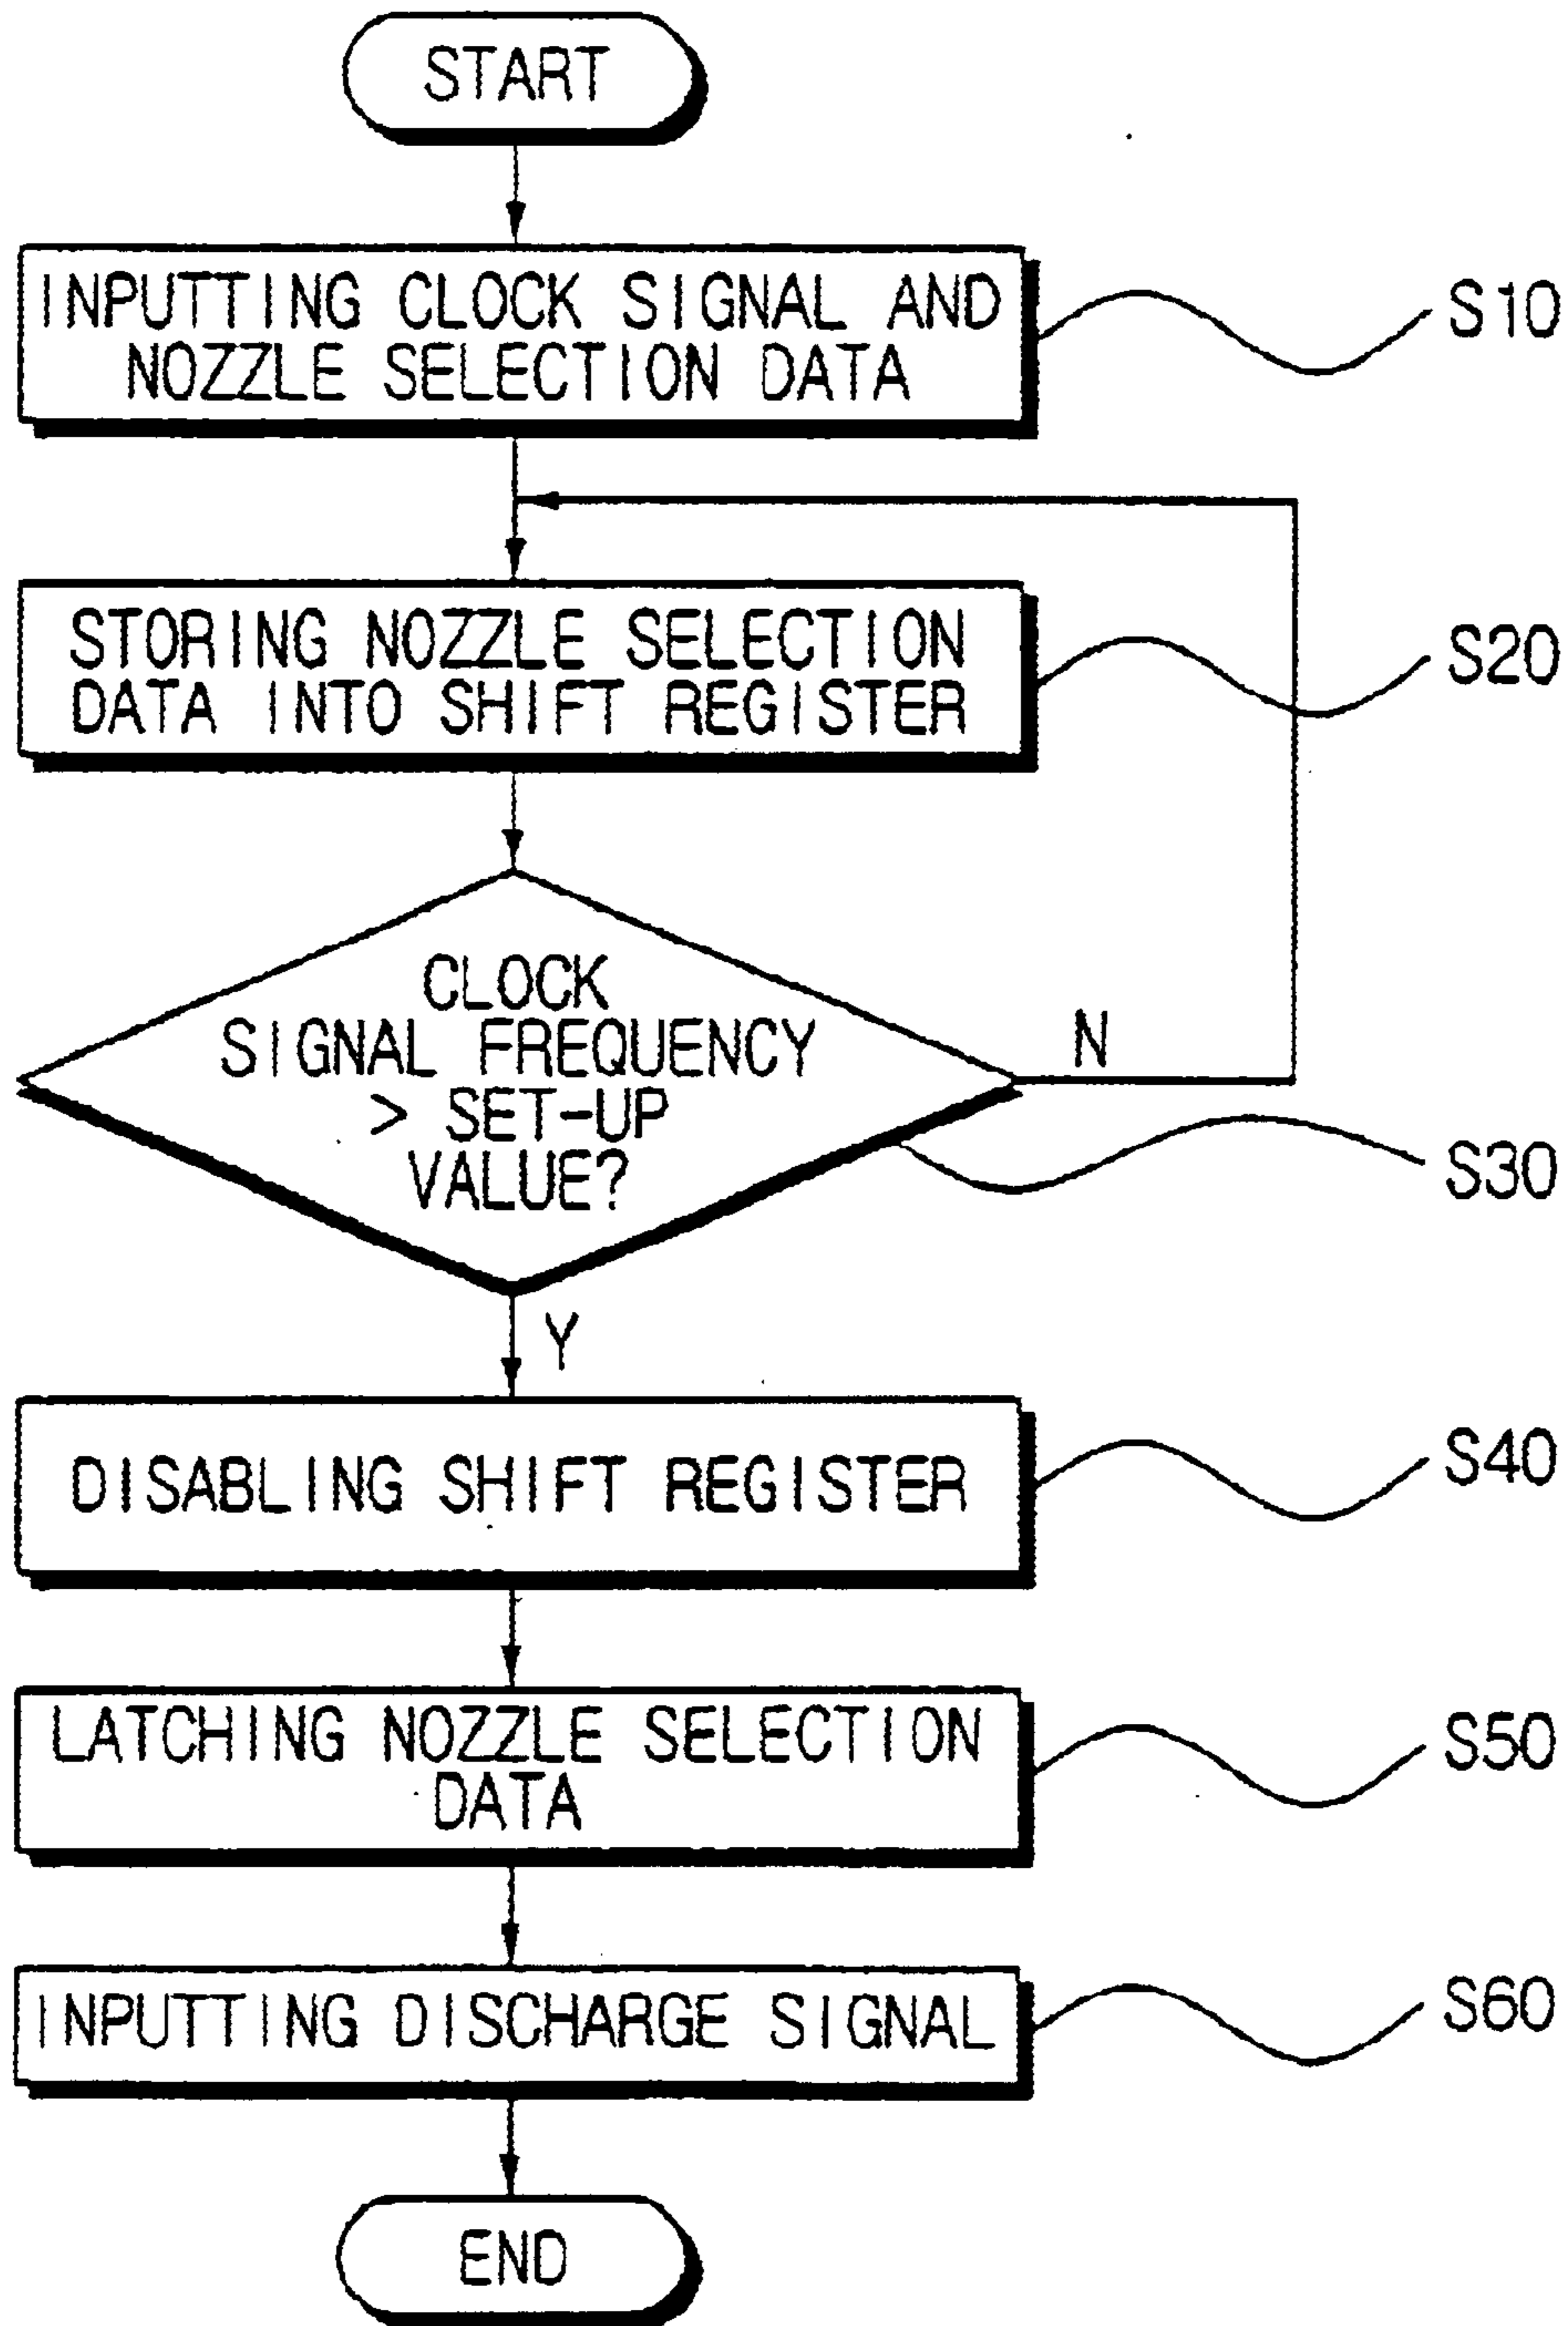 START
INPUTTING CLOCK SIGNAL AND
NOZZLE SELECTION DATA
S10
STORING NOZZLE SELECTION
DATA INTO SHIFT REGISTER
S20
CLOCK
SIGNAL FREQUENCY
> SET-UP
VALUE?
N
S30
Y
DISABLING SHIFT REGISTER
S40
LATCHING NOZZLE SELECTION
DATA
S50
INPUTTING DISCHARGE SIGNAL
S60
END